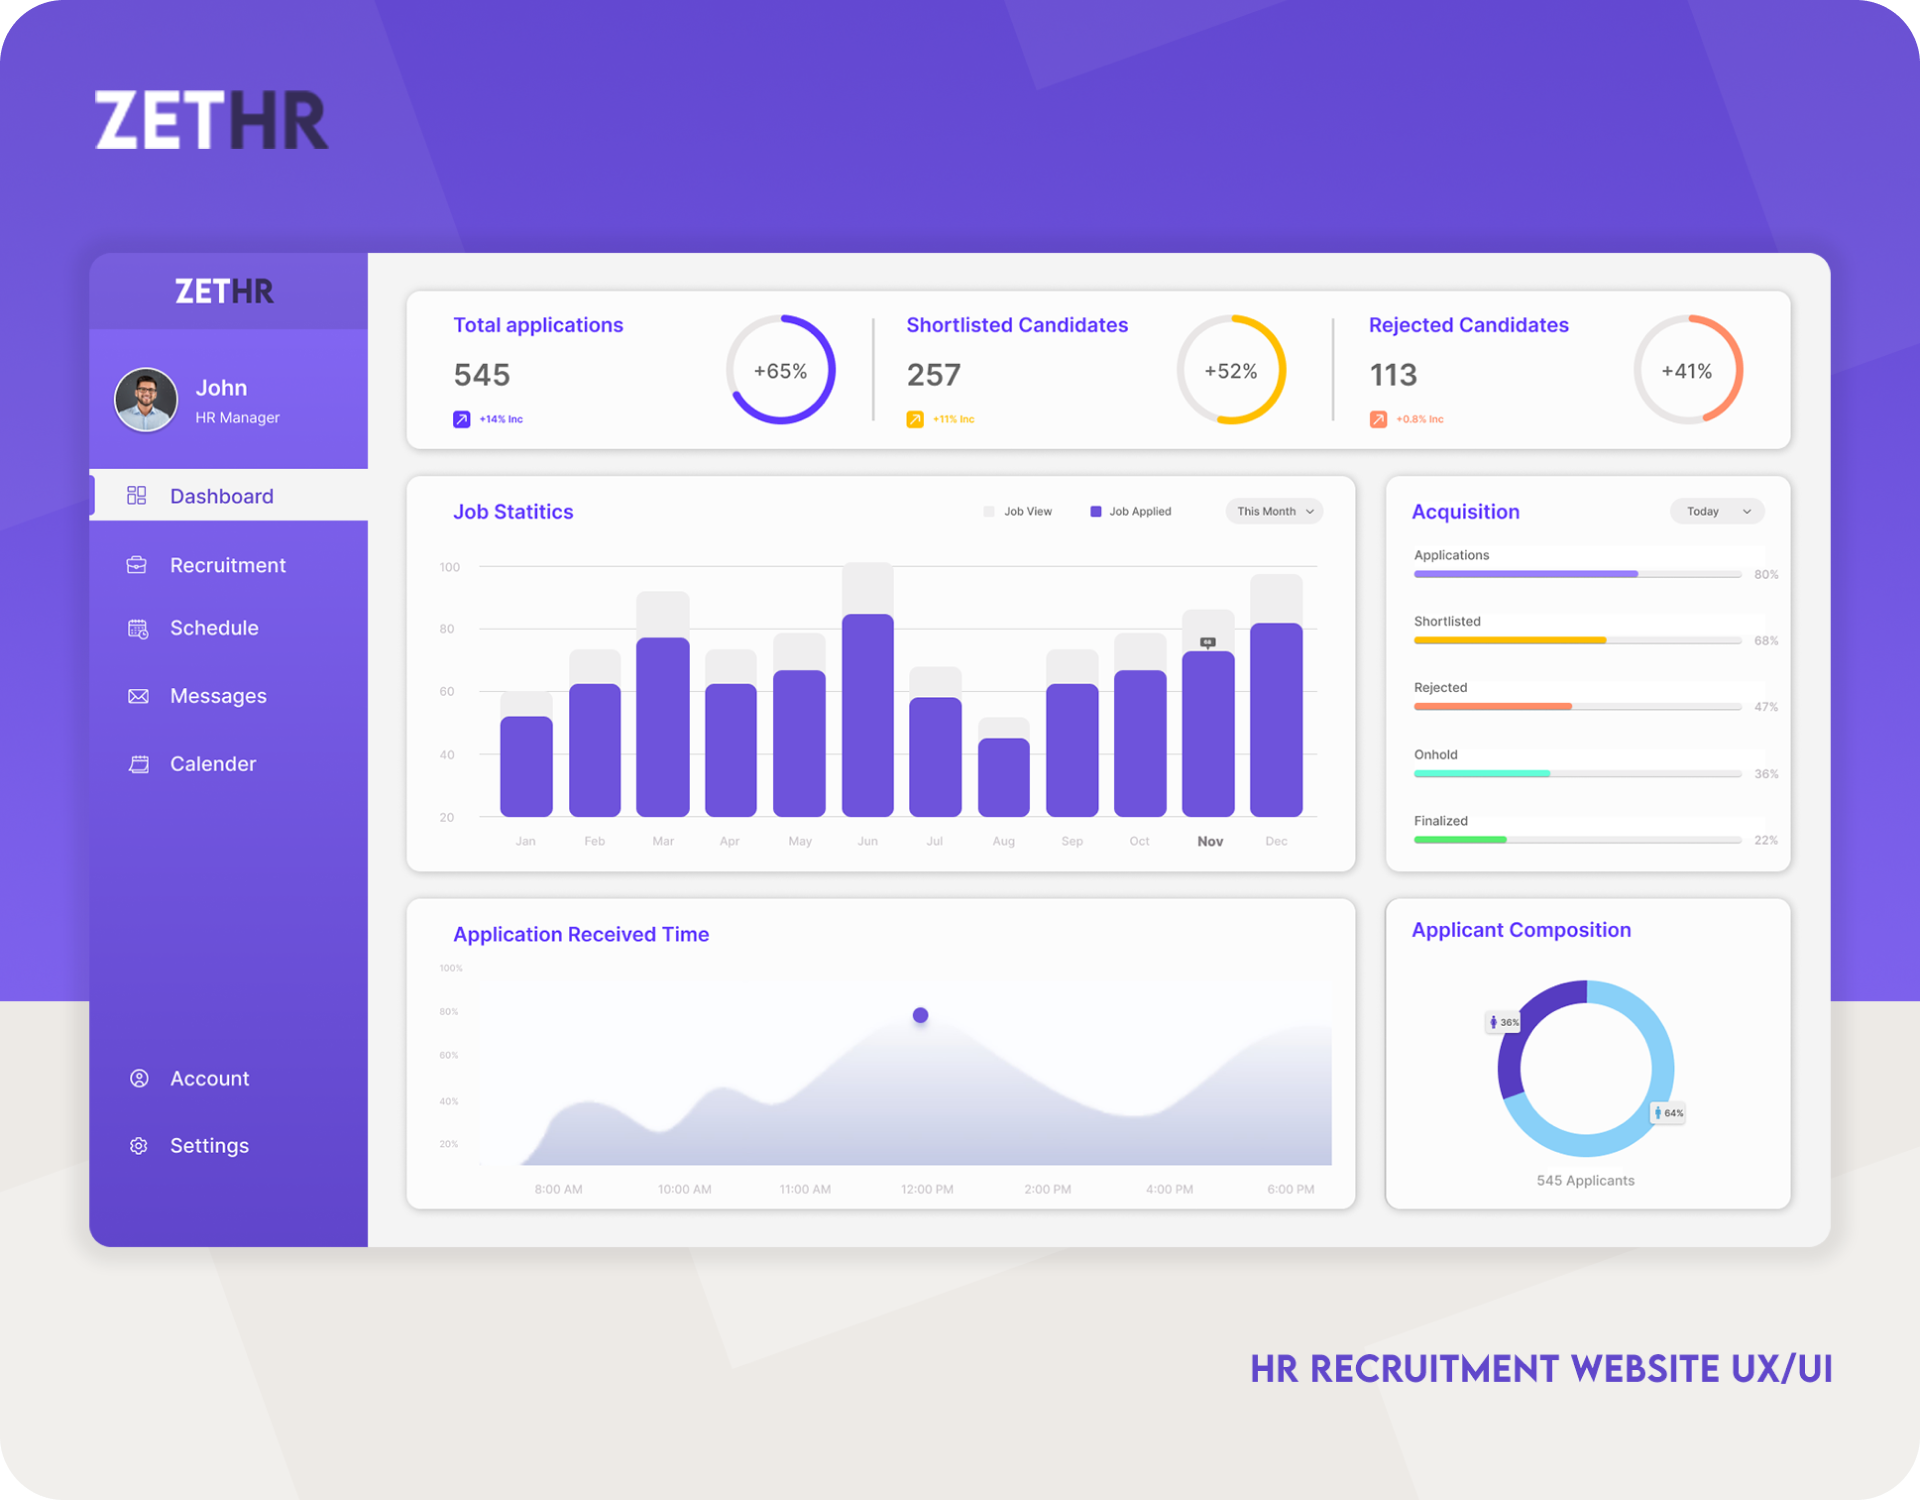 ZETHR
ZETHR
John
HR Manager
Dashboard
Recruitment
Schedule
Messages
Calender
Account
Settings
Total applications
545
+14% Inc
+65%
Shortlisted Candidates
257
+11% Inc
+52%
Rejected Candidates
113
+0.8% Inc
+41%
Job Statitics
Job View
Job Applied
This Month
100
80
60
40
20
68
Jan Feb Mar Apr May Jun Jul Aug Sep Oct Nov Dec
Acquisition
Today
Applications
80%
Shortlisted
68%
Rejected
47%
Onhold
36%
Finalized
22%
Application Received Time
100%
80%
60%
40%
20%
8:00 AM 10:00 AM 11:00 AM 12:00 PM 2:00 PM 4:00 PM 6:00 PM
Applicant Composition
36%
64%
545 Applicants
HR RECRUITMENT WEBSITE UX/UI